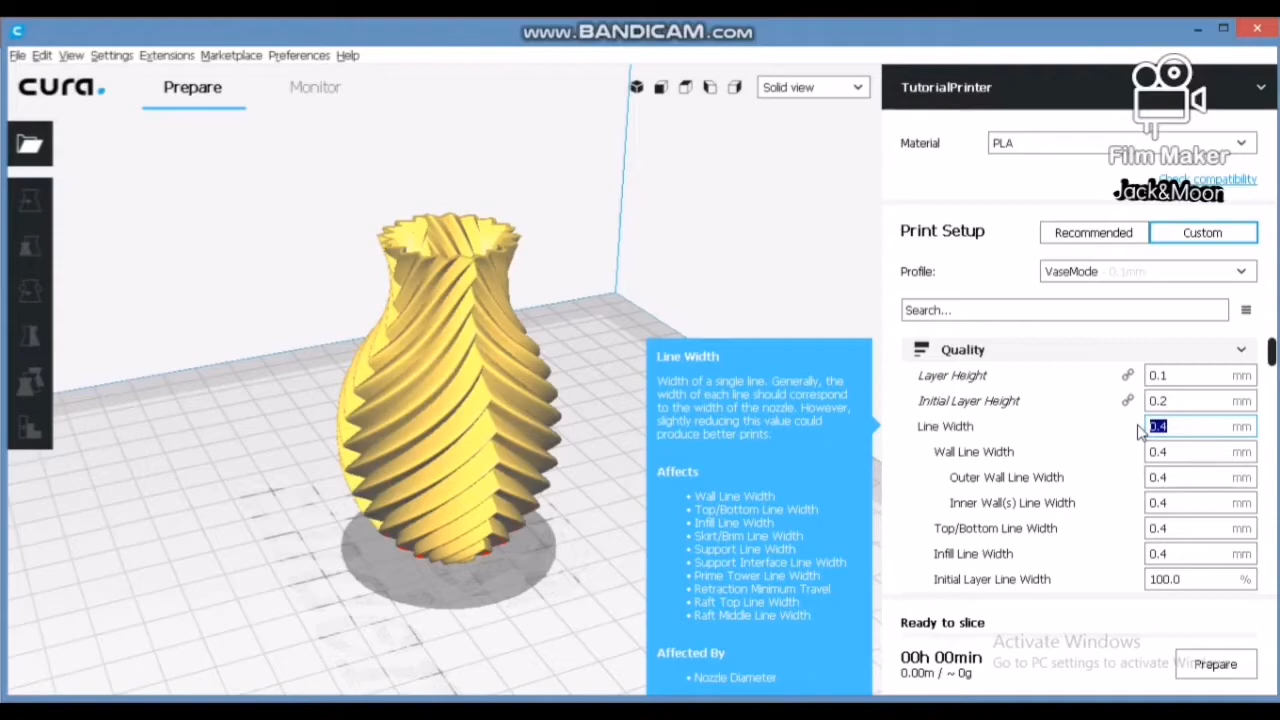 www.BANDICAM.com
File Edit View Settings Extensions Marketplace Preferences Help
cura.
Prepare
Monitor
Solid view
TutorialPrinter
Material
PLA
Film Maker
Check compatibility
Jack&Moon
Print Setup
Recommended
Custom
Profile:
VaseMode 0.1mm
Search...
Quality
Layer Height 0.1 mm
Initial Layer Height 0.2 mm
Line Width 0.4 mm
Wall Line Width 0.4 mm
Outer Wall Line Width 0.4 mm
Inner Wall(s) Line Width 0.4 mm
Top/Bottom Line Width 0.4 mm
Infill Line Width 0.4 mm
Initial Layer Line Width 100.0 %
Line Width
Width of a single line. Generally, the
width of each line should correspond
to the width of the nozzle. However,
slightly reducing this value could
produce better prints.
Affects
• Wall Line Width
• Top/Bottom Line Width
• Infill Line Width
• Skirt/Brim Line Width
• Support Line Width
• Support Interface Line Width
• Prime Tower Line Width
• Retraction Minimum Travel
• Raft Top Line Width
• Raft Middle Line Width
Affected By
• Nozzle Diameter
Ready to slice
00h 00min
0.00m / ~ 0g
Activate Windows
Go to PC settings to activate
Prepare